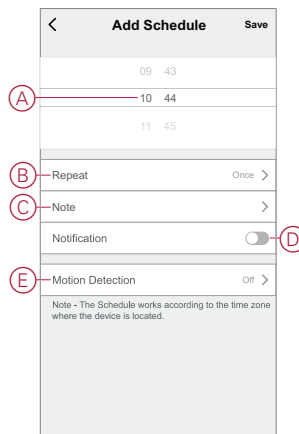 Add Schedule Save
09 43
A 10 44
11 45
B Repeat Once
C Note
Notification D
E Motion Detection Off
Note - The Schedule works according to the time zone
where the device is located.